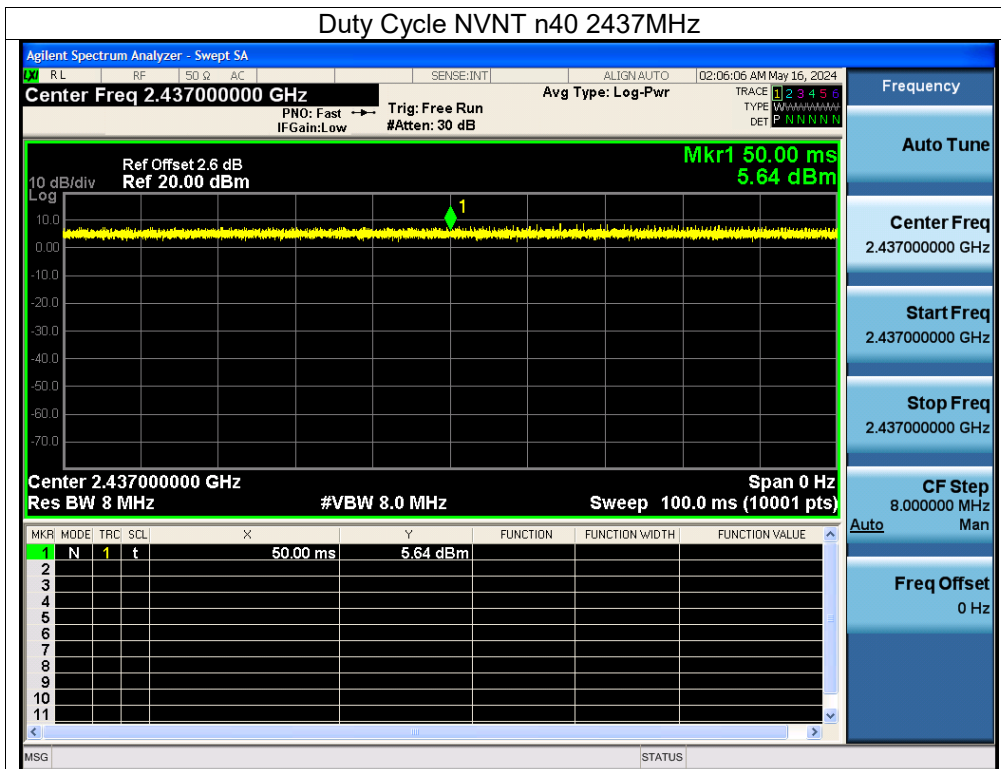 Duty Cycle NVNT n40 2437MHz
Agilent Spectrum Analyzer - Swept SA
LXI RL RF 50 Ω AC SENSE:INT ALIGN AUTO 02:06:06 AM May 16, 2024
Center Freq 2.437000000 GHz
PNO: Fast
IFGain:Low
Trig: Free Run
#Atten: 30 dB
Avg Type: Log-Pwr
TRACE 1 2 3 4 5 6
TYPE WWWWWW
DET P N N N N N
Mkr1 50.00 ms
5.64 dBm
Ref Offset 2.6 dB
10 dB/div Ref 20.00 dBm
Log
1
10.0
0.00
-10.0
-20.0
-30.0
-40.0
-50.0
-60.0
-70.0
Center 2.437000000 GHz Span 0 Hz
Res BW 8 MHz #VBW 8.0 MHz Sweep 100.0 ms (10001 pts)
MKR MODE TRC SCL X Y FUNCTION FUNCTION WIDTH FUNCTION VALUE
1 N 1 t 50.00 ms 5.64 dBm
2
3
4
5
6
7
8
9
10
11
MSG STATUS
Frequency
Auto Tune
Center Freq
2.437000000 GHz
Start Freq
2.437000000 GHz
Stop Freq
2.437000000 GHz
CF Step
8.000000 MHz
Auto Man
Freq Offset
0 Hz